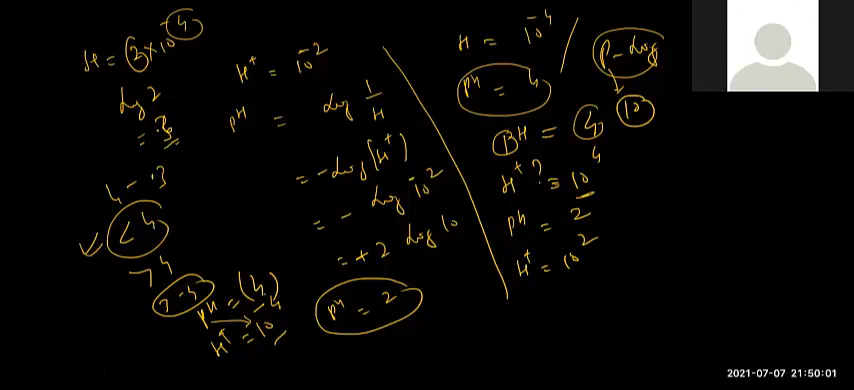 H = 2 × 10⁻⁴
Log 2
= .3
4 - .3
< 4
> 4
3-4
pH = (4)
H⁺ = 10⁻⁴
H⁺ = 10⁻²
pH = Log 1/H
= - Log (H⁺)
= - Log 10⁻²
= + 2 Log 10
pH = 2
H = 10⁻⁴
pH = 4
P - Log
10
PH = 4
H⁺ ? = 10⁻⁴
pH = 2
H⁺ = 10⁻²
2021-07-07 21:50:01